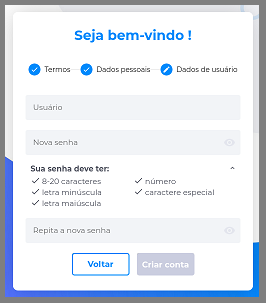 Seja bem-vindo !
Termos Dados pessoais Dados de usuário
Usuário
Nova senha
Sua senha deve ter:
8-20 caracteres número
letra minúscula caractere especial
letra maiúscula
Repita a nova senha
Voltar Criar conta